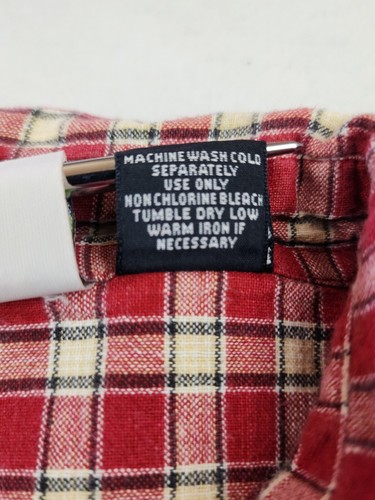 MACHINE WASH COLD
SEPARATELY
USE ONLY
NON CHLORINE BLEACH
TUMBLE DRY LOW
WARM IRON IF
NECESSARY